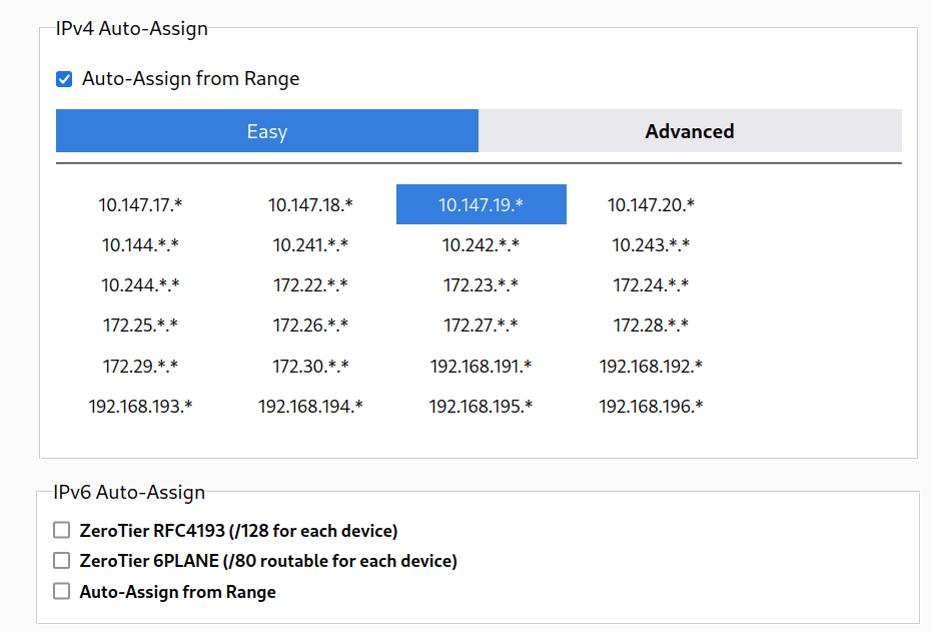 IPv4 Auto-Assign
Auto-Assign from Range
Easy Advanced
10.147.17.* 10.147.18.* 10.147.19.* 10.147.20.*
10.144.*.* 10.241.*.* 10.242.*.* 10.243.*.*
10.244.*.* 172.22.*.* 172.23.*.* 172.24.*.*
172.25.*.* 172.26.*.* 172.27.*.* 172.28.*.*
172.29.*.* 172.30.*.* 192.168.191.* 192.168.192.*
192.168.193.* 192.168.194.* 192.168.195.* 192.168.196.*
IPv6 Auto-Assign
ZeroTier RFC4193 (/128 for each device)
ZeroTier 6PLANE (/80 routable for each device)
Auto-Assign from Range